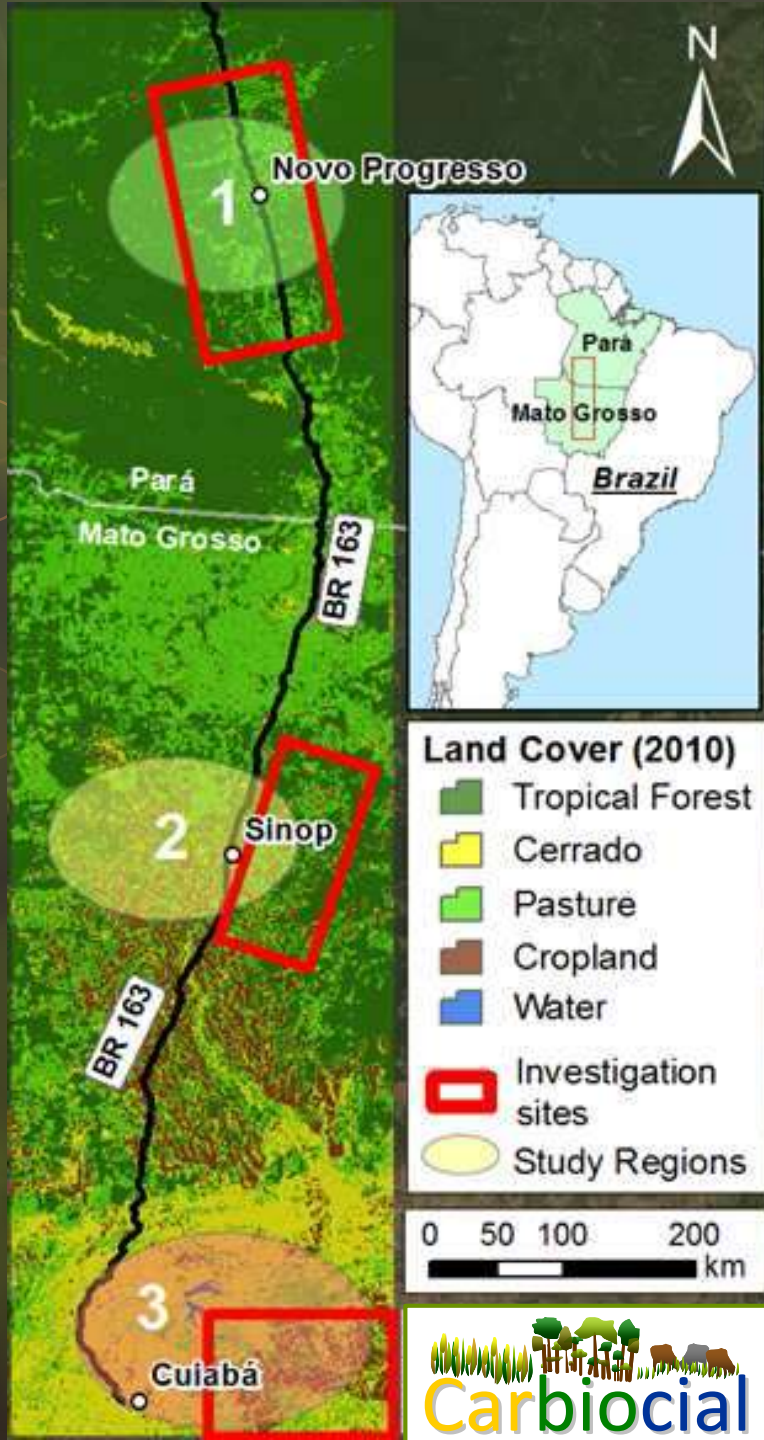 N
Novo Progresso
1
Pará
Mato Grosso
Brazil
Pará
Mato Grosso
BR 163
2
Sinop
BR 163
3
Cuiabá
Land Cover (2010)
Tropical Forest
Cerrado
Pasture
Cropland
Water
Investigation
sites
Study Regions
0 50 100 200
km
Carbiocial